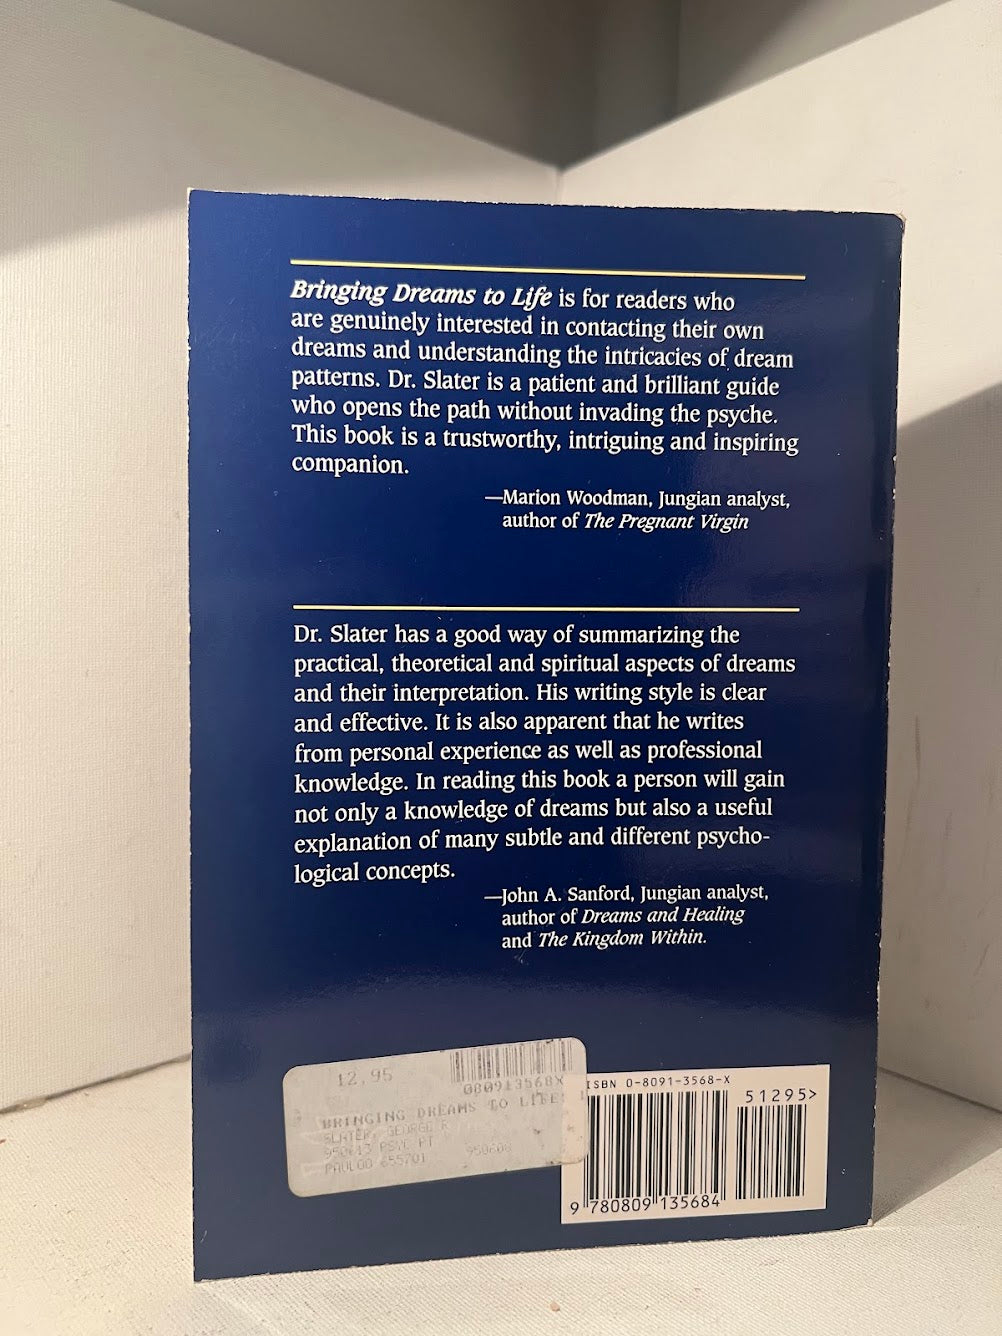 Bringing Dreams to Life is for readers who
are genuinely interested in contacting their own
dreams and understanding the intricacies of dream
patterns. Dr. Slater is a patient and brilliant guide
who opens the path without invading the psyche.
This book is a trustworthy, intriguing and inspiring
companion.
—Marion Woodman, Jungian analyst,
author of The Pregnant Virgin
Dr. Slater has a good way of summarizing the
practical, theoretical and spiritual aspects of dreams
and their interpretation. His writing style is clear
and effective. It is also apparent that he writes
from personal experience as well as professional
knowledge. In reading this book a person will gain
not only a knowledge of dreams but also a useful
explanation of many subtle and different psycho-
logical concepts.
—John A. Sanford, Jungian analyst,
author of Dreams and Healing
and The Kingdom Within.
12.95
080913568X
BRINGING DREAMS TO LIFE:
SLATER, GEORGE R
950613 PSYC PT
PAULOD 655701
ISBN 0-8091-3568-X
51295>
9 780809 135684